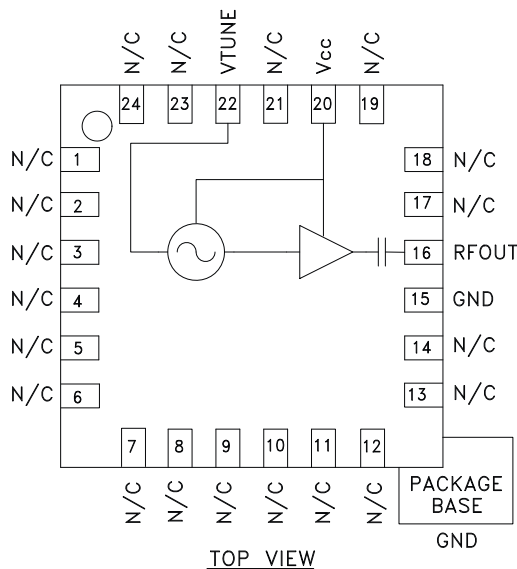 N/C N/C VTUNE N/C Vcc N/C
24 23 22 21 20 19
N/C 1
N/C 2
N/C 3
N/C 4
N/C 5
N/C 6
18 N/C
17 N/C
16 RFOUT
15 GND
14 N/C
13 N/C
7 8 9 10 11 12
N/C N/C N/C N/C N/C N/C
PACKAGE
BASE
GND
TOP VIEW